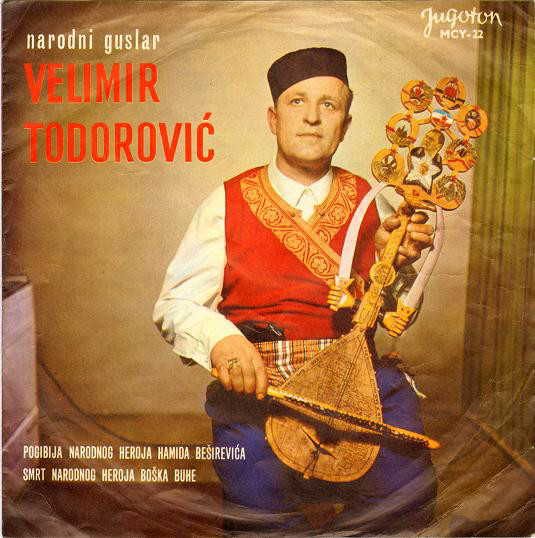 Jugoton
MCY-22
narodni guslar
VELIMIR
TODOROVIĆ
POGIBIJA NARODNOG HEROJA HAMIDA BEŠIREVIĆA
SMRT NARODNOG HEROJA BOŠKA BUHE